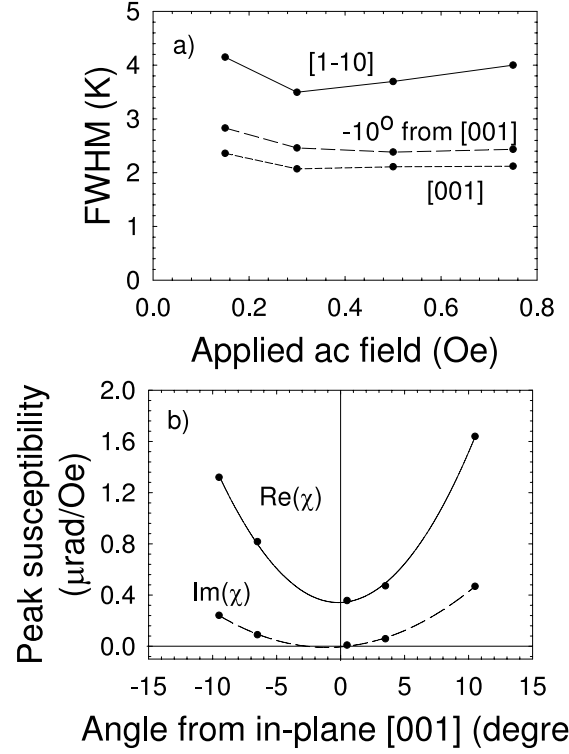 a)
[1-10]
-10° from [001]
[001]
FWHM (K)
5
4
3
2
1
0
0.0 0.2 0.4 0.6 0.8
Applied ac field (Oe)
b)
Re(χ)
Im(χ)
Peak susceptibility
(μrad/Oe)
2.0
1.6
1.2
0.8
0.4
0.0
-15 -10 -5 0 5 10 15
Angle from in-plane [001] (degre